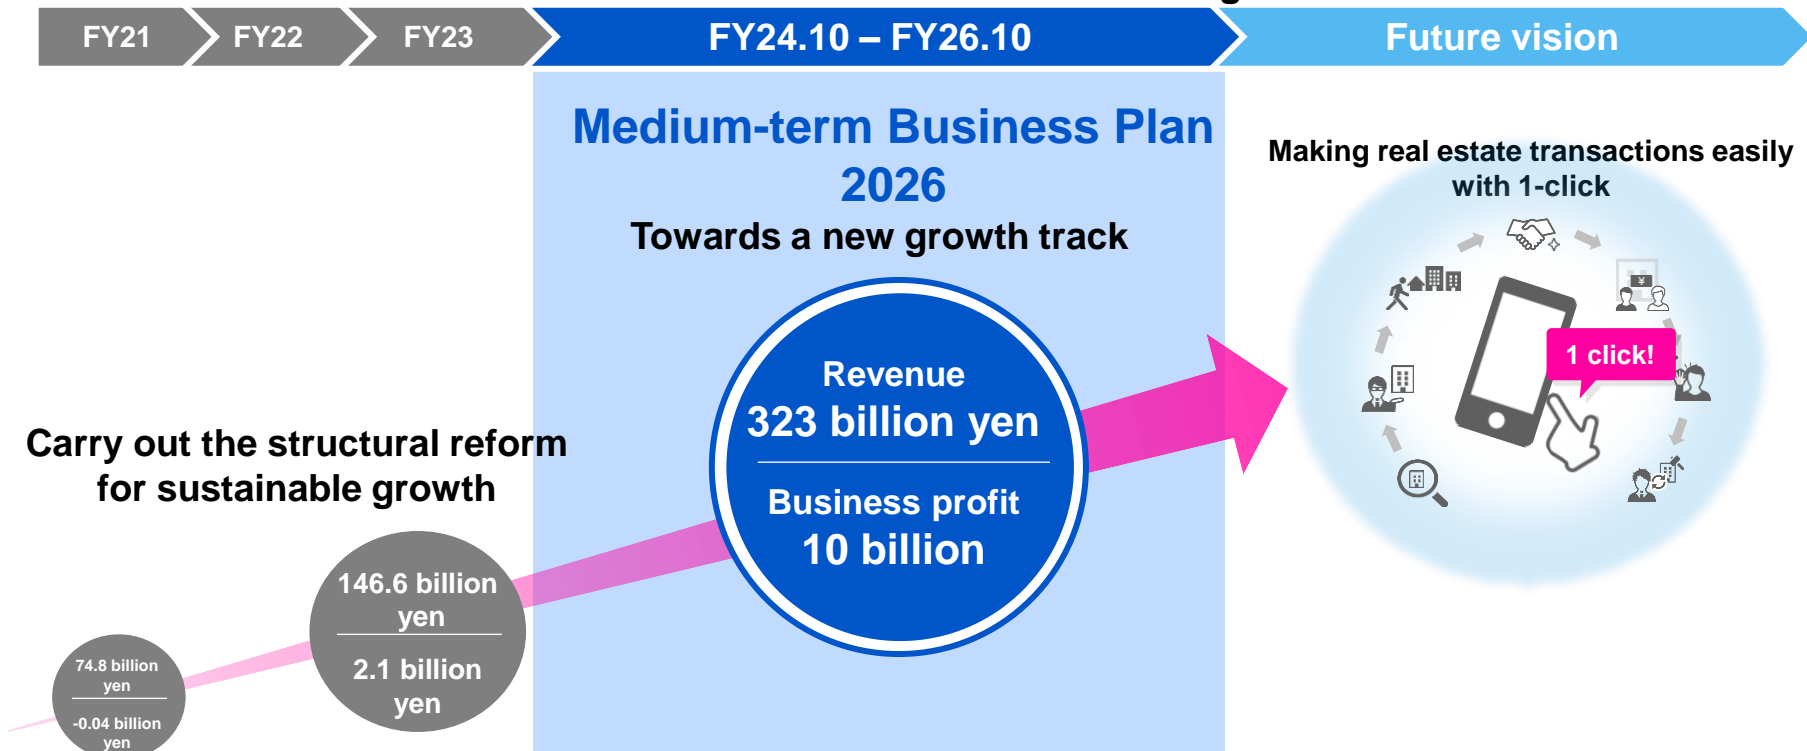 FY21
FY22
FY23
FY24.10 – FY26.10
Future vision
Medium-term Business Plan
2026
Towards a new growth track
Making real estate transactions easily
with 1-click
¥
1 click!
Revenue
323 billion yen
Business profit
10 billion
Carry out the structural reform
for sustainable growth
146.6 billion
yen
2.1 billion
yen
74.8 billion
yen
-0.04 billion
yen